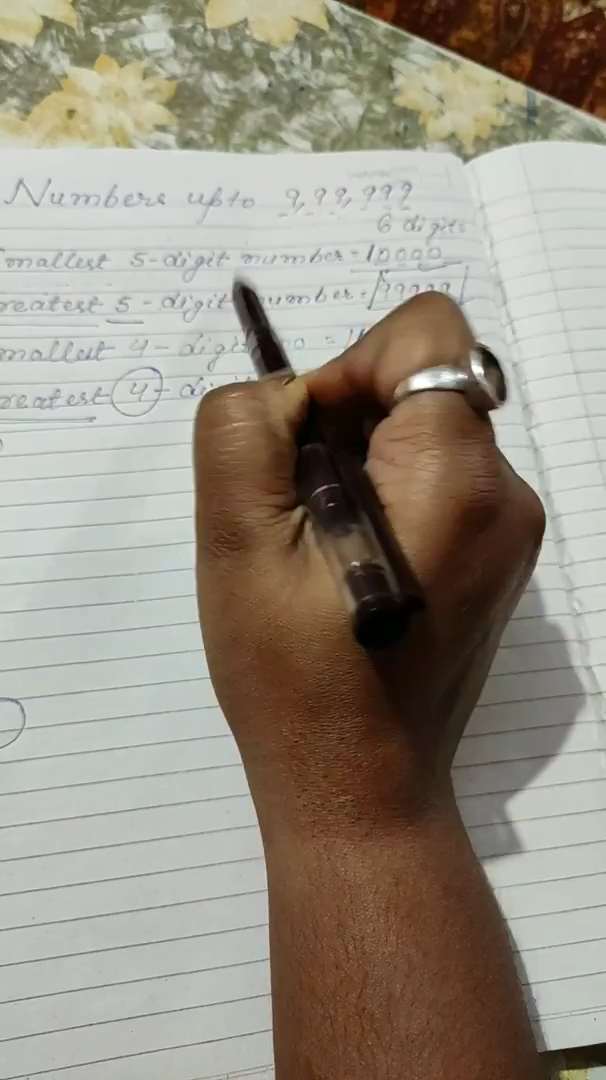 Numbers upto 9,99,999
6 digits
mallest 5-digit number = 10000
reatest 5 - digit number = 99999
mallest 4 - digit no =
reatest 4 -